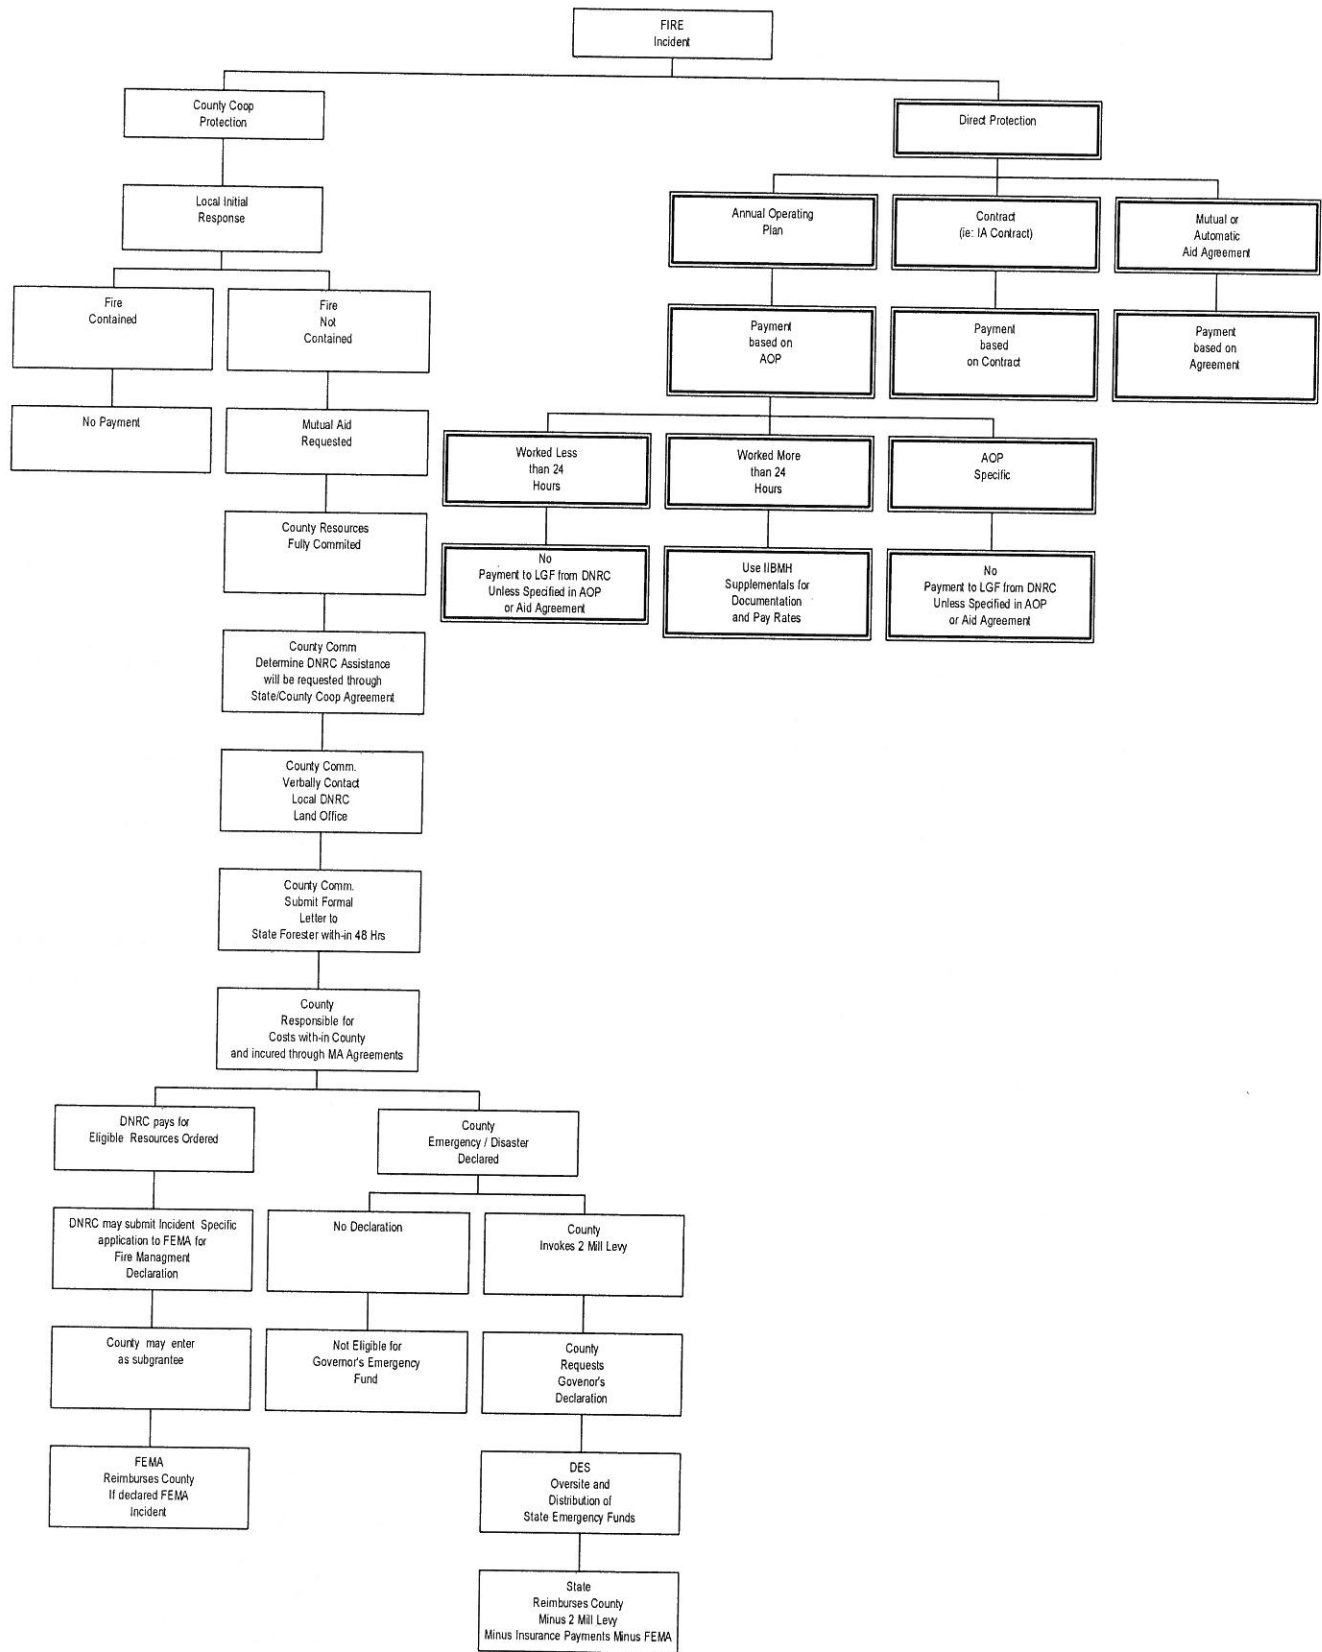 FIRE
Incident
County Coop
Protection
Direct Protection
Local Initial
Response
Annual Operating
Plan
Contract
(ie: IA Contract)
Mutual or
Automatic
Aid Agreement
Fire
Contained
Fire
Not
Contained
Payment
based on
AOP
Payment
based
on Contract
Payment
based on
Agreement
No Payment
Mutual Aid
Requested
Worked Less
than 24
Hours
Worked More
than 24
Hours
AOP
Specific
County Resources
Fully Commited
No
Payment to LGF from DNRC
Unless Specified in AOP
or Aid Agreement
Use IIBMH
Supplementals for
Documentation
and Pay Rates
No
Payment to LGF from DNRC
Unless Specified in AOP
or Aid Agreement
County Comm
Determine DNRC Assistance
will be requested through
State/County Coop Agreement
County Comm.
Verbally Contact
Local DNRC
Land Office
County Comm.
Submit Formal
Letter to
State Forester with-in 48 Hrs
County
Responsible for
Costs with-in County
and incured through MA Agreements
DNRC pays for
Eligible Resources Ordered
County
Emergency / Disaster
Declared
DNRC may submit Incident Specific
application to FEMA for
Fire Managment
Declaration
No Declaration
County
Invokes 2 Mill Levy
County may enter
as subgrantee
Not Eligible for
Governor's Emergency
Fund
County
Requests
Govenor's
Declaration
FEMA
Reimburses County
If declared FEMA
Incident
DES
Oversite and
Distribution of
State Emergency Funds
State
Reimburses County
Minus 2 Mill Levy
Minus Insurance Payments Minus FEMA